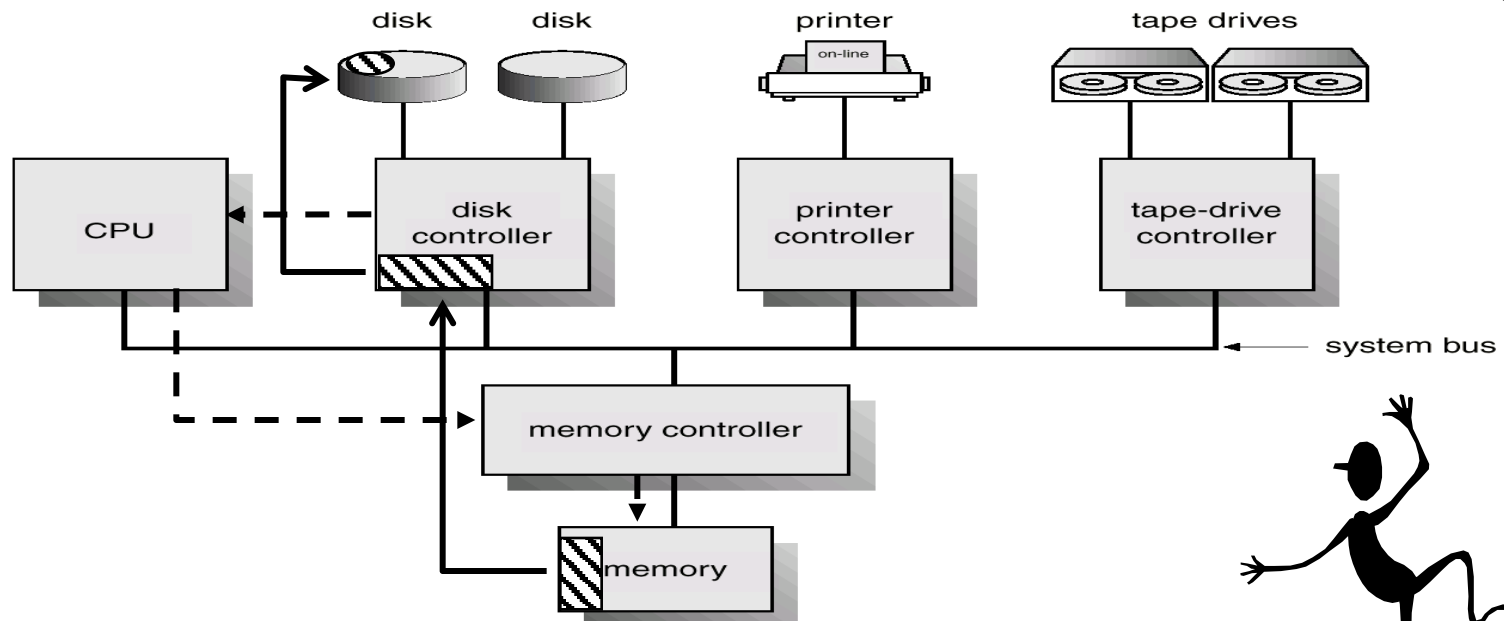 disk
disk
printer
tape drives
on-line
CPU
disk
controller
printer
controller
tape-drive
controller
system bus
memory controller
memory